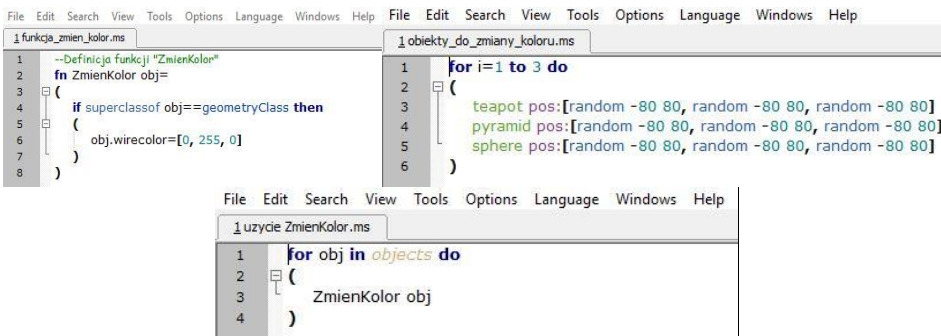 File Edit Search View Tools Options Language Windows Help
1 funkcja_zmien_kolor.ms
1 --Definicja funkcji "ZmienKolor"
2 fn ZmienKolor obj=
3 (
4 if superclassof obj==geometryClass then
5 (
6 obj.wirecolor=[0, 255, 0]
7 )
8 )
File Edit Search View Tools Options Language Windows Help
1 obiekty_do_zmiany_koloru.ms
1 for i=1 to 3 do
2 (
3 teapot pos:[random -80 80, random -80 80, random -80 80]
4 pyramid pos:[random -80 80, random -80 80, random -80 80]
5 sphere pos:[random -80 80, random -80 80, random -80 80]
6 )
File Edit Search View Tools Options Language Windows Help
1 uzycie ZmienKolor.ms
1 for obj in objects do
2 (
3 ZmienKolor obj
4 )